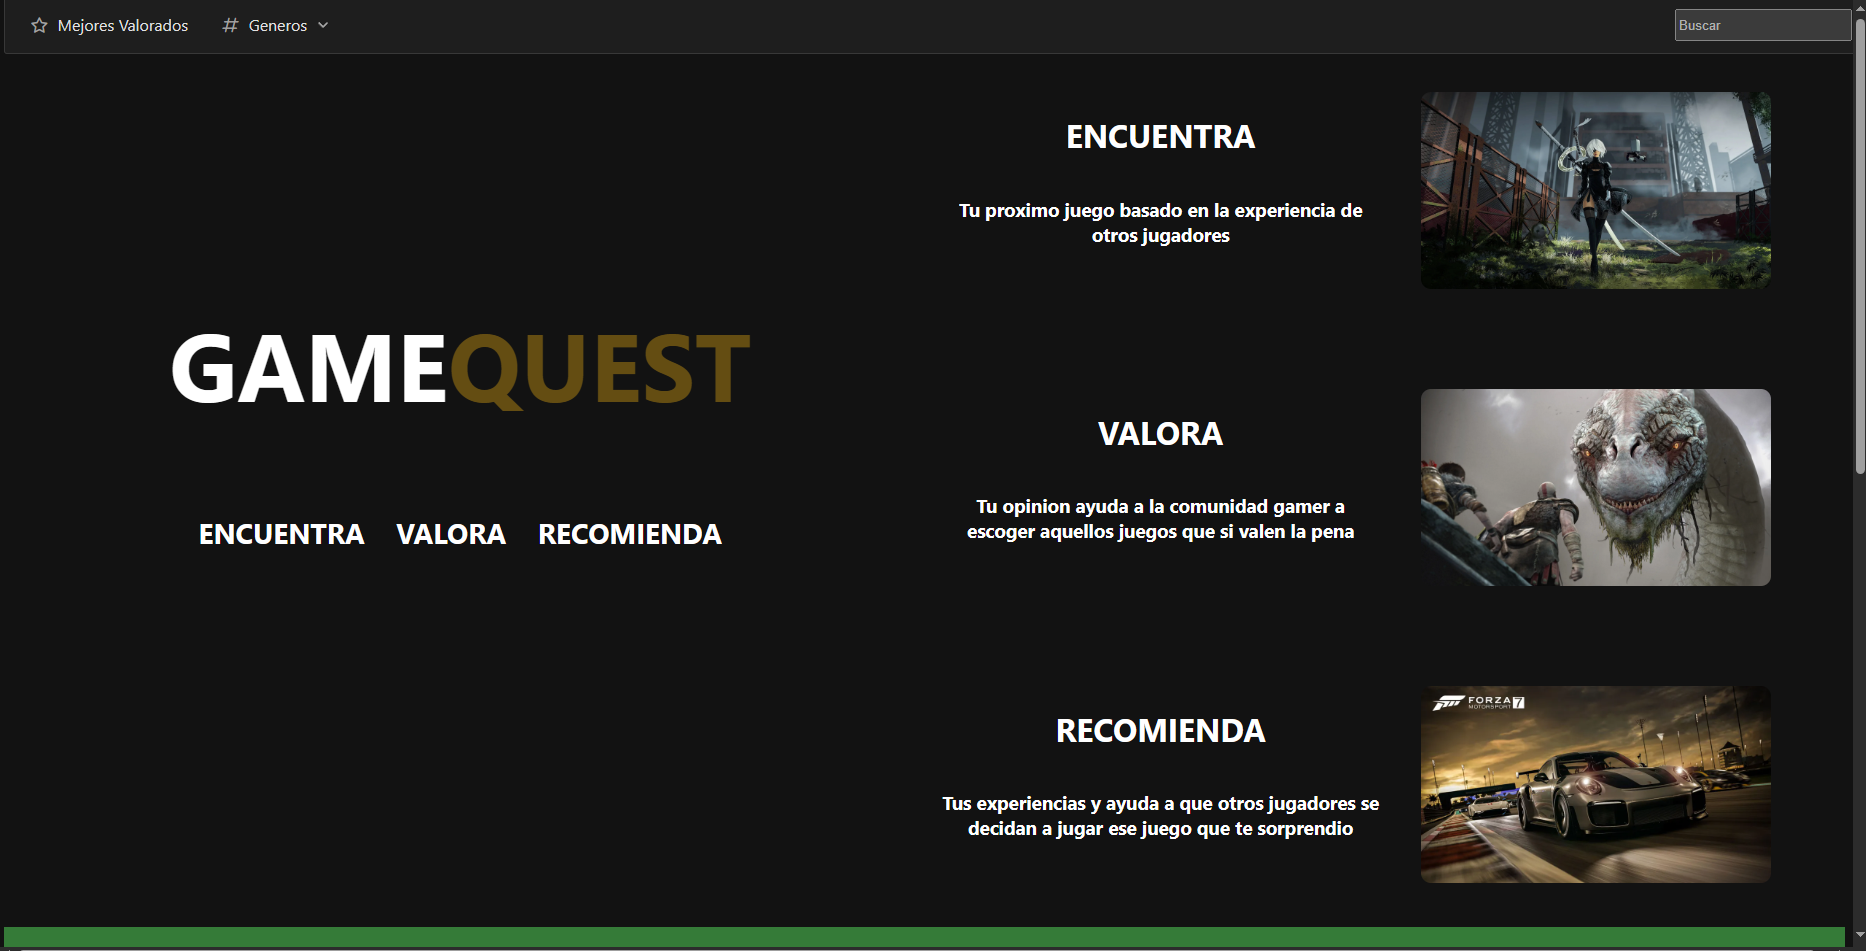 Mejores Valorados
Generos
Buscar
GAMEQUEST
ENCUENTRA VALORA RECOMIENDA
ENCUENTRA
Tu proximo juego basado en la experiencia de
otros jugadores
VALORA
Tu opinion ayuda a la comunidad gamer a
escoger aquellos juegos que si valen la pena
RECOMIENDA
Tus experiencias y ayuda a que otros jugadores se
decidan a jugar ese juego que te sorprendio
FORZA
MOTORSPORT 7